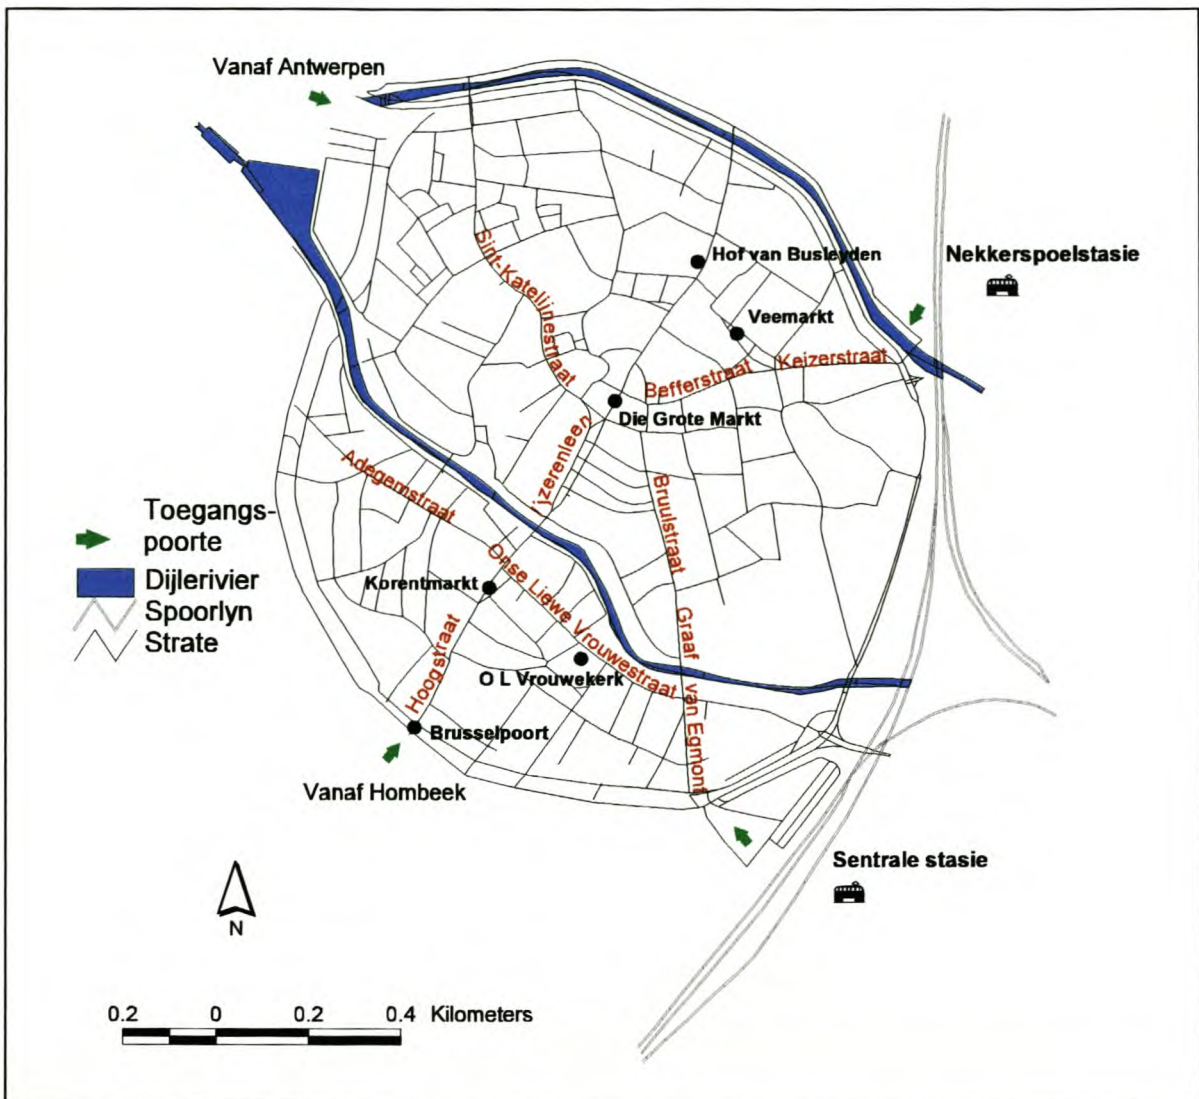 Vanaf Antwerpen
Sint-Katelijnestraat
Hof van Busleyden
Nekkerspoelstasie
Veemarkt
Befferstraat
Keizerstraat
Die Grote Markt
Ijzerenleen
Adegemstraat
Bruulstraat
Toegangs-
poorte
Dijlerivier
Spoorlyn
Strate
Korentmarkt
Onse Liewe Vrouwestraat
Hoogstraat
Graaf van Egmont
O L Vrouwekerk
Brusselpoort
Vanaf Hombeek
Sentrale stasie
N
0.2 0 0.2 0.4 Kilometers